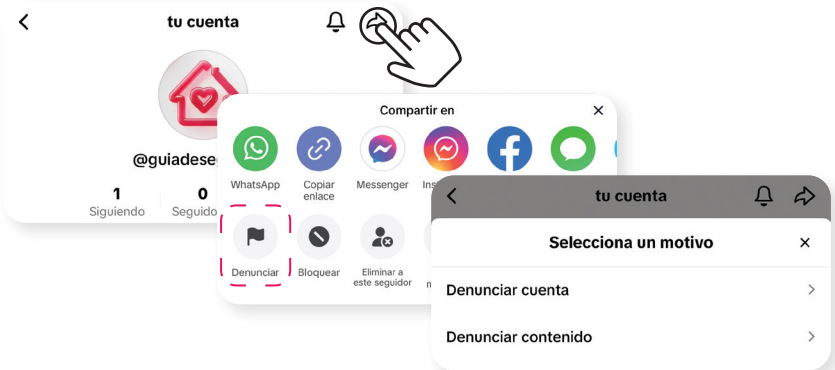 tu cuenta
@guiadese
1 0
Siguiendo Seguido
Compartir en
WhatsApp Copiar enlace Messenger Ins
Denunciar Bloquear Eliminar a este seguidor
tu cuenta
Selecciona un motivo
Denunciar cuenta
Denunciar contenido